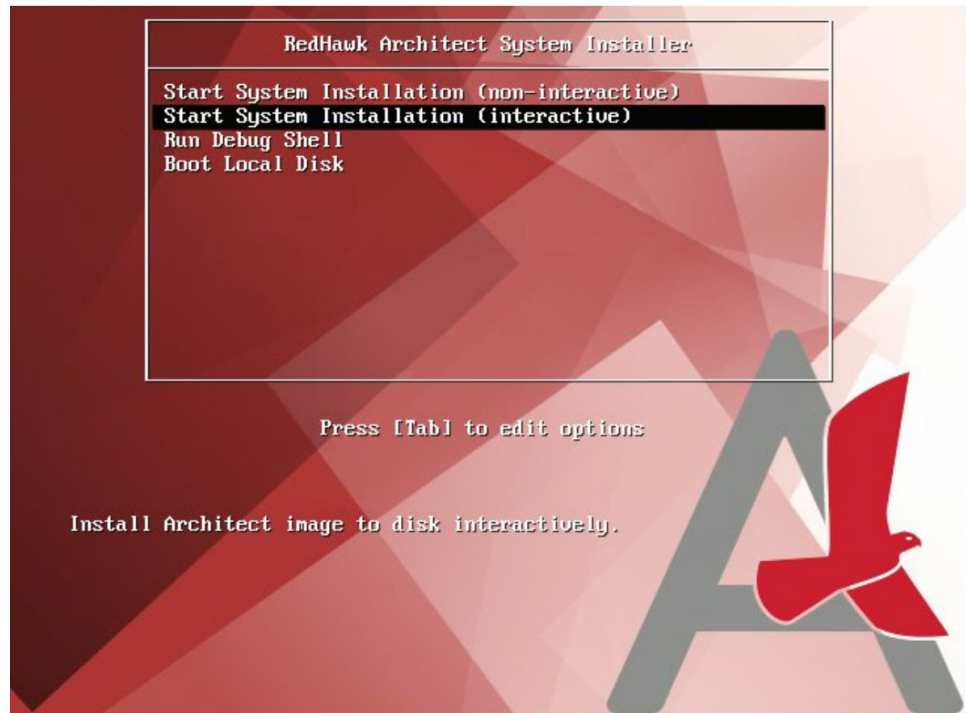 RedHawk Architect System Installer
Start System Installation (non-interactive)
Start System Installation (interactive)
Run Debug Shell
Boot Local Disk
Press [Tab] to edit options
Install Architect image to disk interactively.